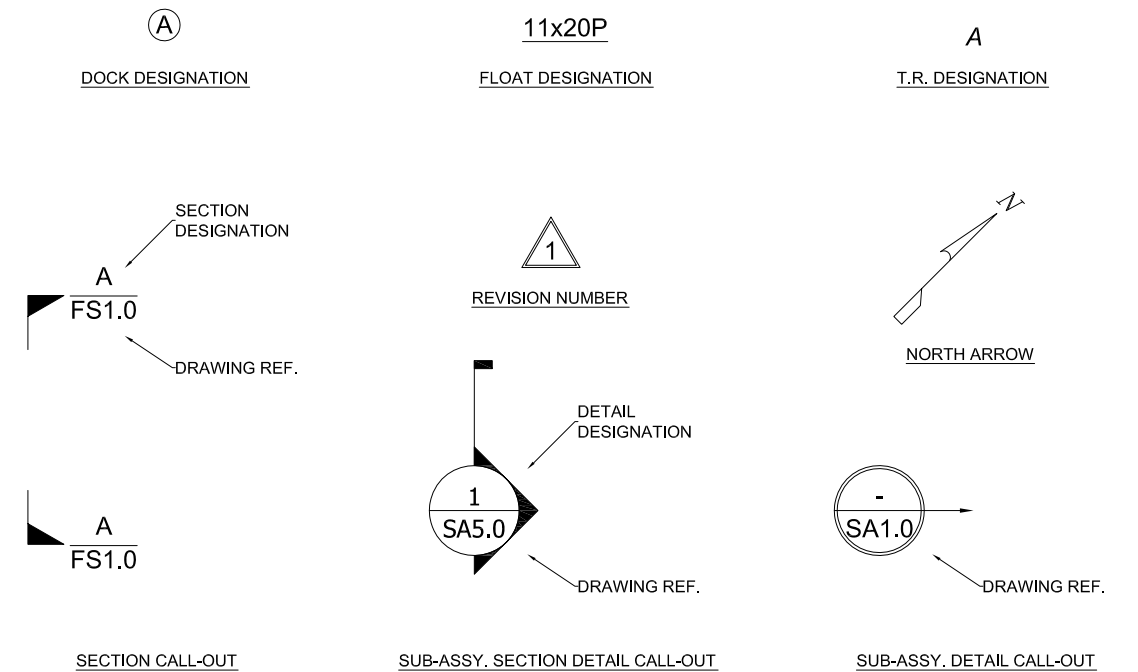 A
DOCK DESIGNATION
11x20P
FLOAT DESIGNATION
A
T.R. DESIGNATION
SECTION
DESIGNATION
A
FS1.0
DRAWING REF.
A
FS1.0
SECTION CALL-OUT
1
REVISION NUMBER
DETAIL
DESIGNATION
1
SA5.0
DRAWING REF.
SUB-ASSY. SECTION DETAIL CALL-OUT
N
NORTH ARROW
-
SA1.0
DRAWING REF.
SUB-ASSY. DETAIL CALL-OUT